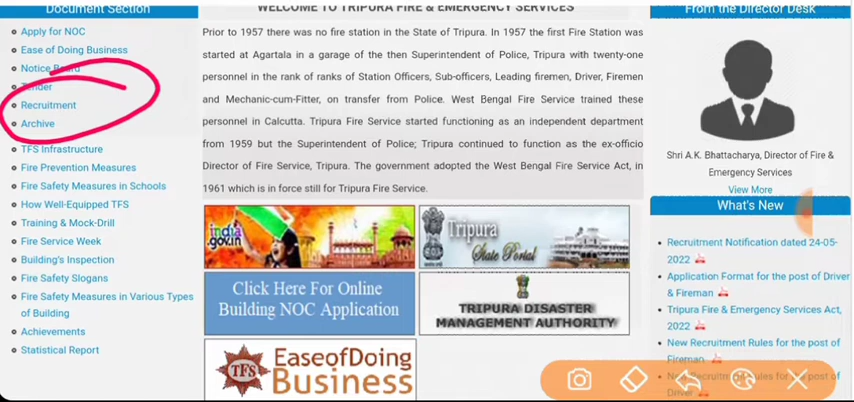 Document Section
Apply for NOC
Ease of Doing Business
Notice Board
Tender
Recruitment
Archive
TFS Infrastructure
Fire Prevention Measures
Fire Safety Measures in Schools
How Well-Equipped TFS
Training & Mock-Drill
Fire Service Week
Building's Inspection
Fire Safety Slogans
Fire Safety Measures in Various Types
of Building
Achievements
Statistical Report
WELCOME TO TRIPURA FIRE & EMERGENCY SERVICES
Prior to 1957 there was no fire station in the State of Tripura. In 1957 the first Fire Station was
started at Agartala in a garage of the then Superintendent of Police, Tripura with twenty-one
personnel in the rank of ranks of Station Officers, Sub-officers, Leading firemen, Driver, Firemen
and Mechanic-cum-Fitter, on transfer from Police. West Bengal Fire Service trained these
personnel in Calcutta. Tripura Fire Service started functioning as an independent department
from 1959 but the Superintendent of Police; Tripura continued to function as the ex-officio
Director of Fire Service, Tripura. The government adopted the West Bengal Fire Service Act, in
1961 which is in force still for Tripura Fire Service.
india
.gov.in
Tripura
State Portal
Click Here For Online
Building NOC Application
TRIPURA DISASTER
MANAGEMENT AUTHORITY
TFS
EaseofDoing
Business
From the Director Desk
Shri A.K. Bhattacharya, Director of Fire &
Emergency Services
View More
What's New
Recruitment Notification dated 24-05-
2022
Application Format for the post of Driver
& Fireman
Tripura Fire & Emergency Services Act,
2022
New Recruitment Rules for the post of
Fireman
New Recruitment Rules for the post of
Driver